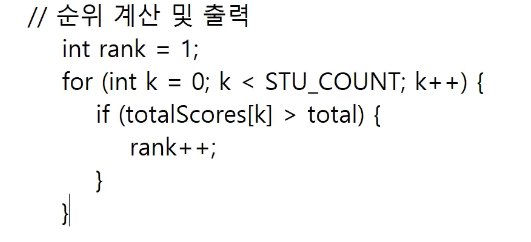 // 순위 계산 및 출력
int rank = 1;
for (int k = 0; k < STU_COUNT; k++) {
if (totalScores[k] > total) {
rank++;
}
}